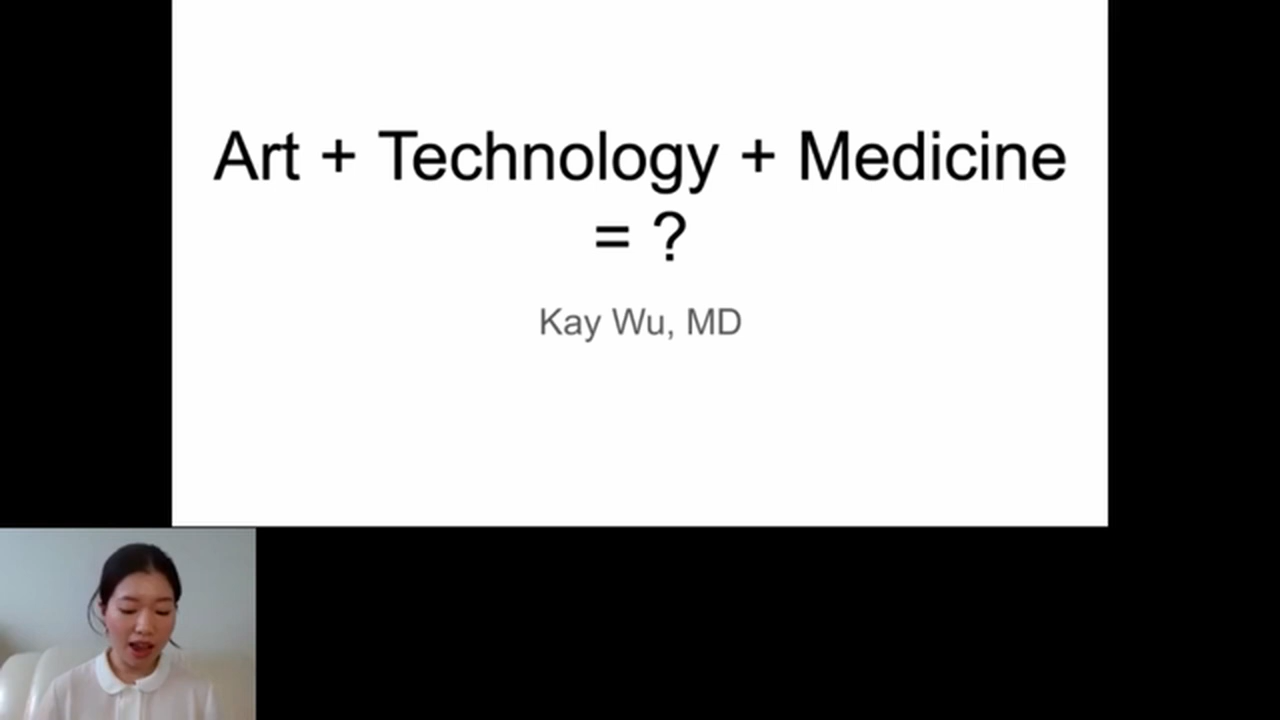 Art + Technology + Medicine
= ?
Kay Wu, MD